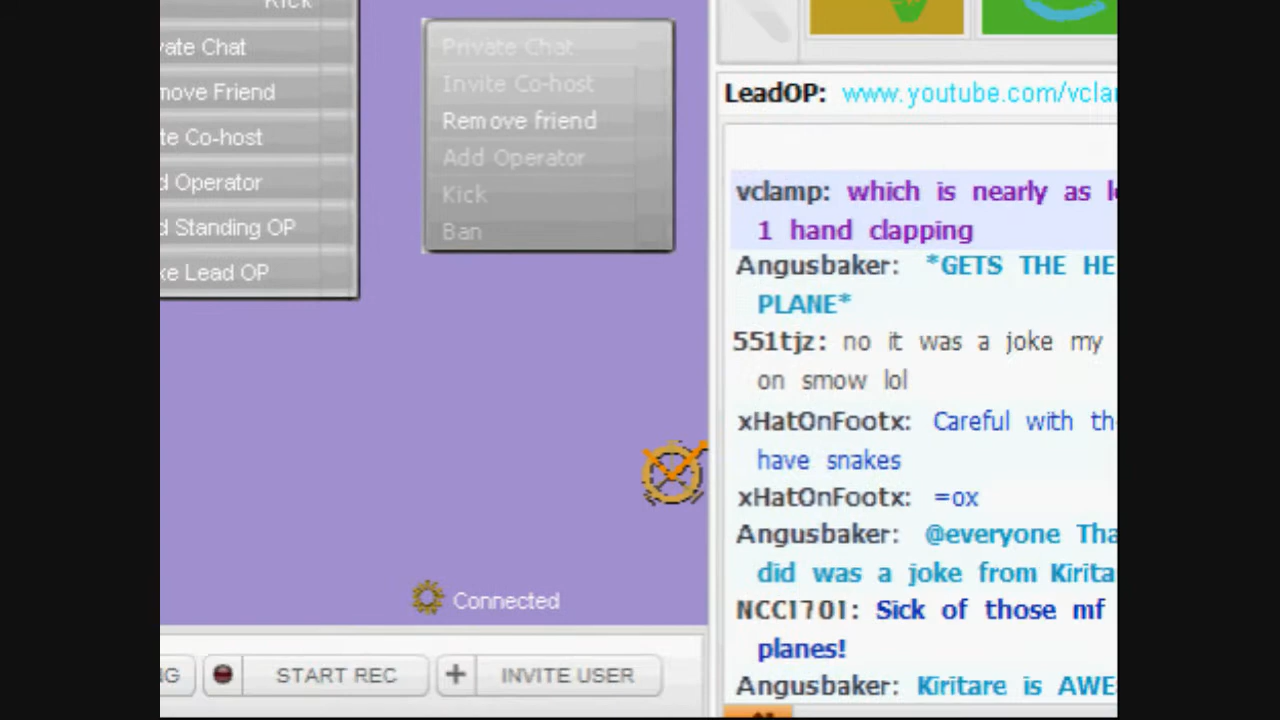 Kick
vate Chat
move Friend
te Co-host
d Operator
d Standing OP
ke Lead OP
Private Chat
Invite Co-host
Remove friend
Add Operator
Kick
Ban
Connected
G
START REC
+ INVITE USER
LeadOP: www.youtube.com/vcla
vclamp: which is nearly as l
1 hand clapping
Angusbaker: *GETS THE HE
PLANE*
551tjz: no it was a joke my
on smow lol
xHatOnFootx: Careful with th
have snakes
xHatOnFootx: =ox
Angusbaker: @everyone Tha
did was a joke from Kirita
NCC1701: Sick of those mf
planes!
Angusbaker: Kiritare is AWE